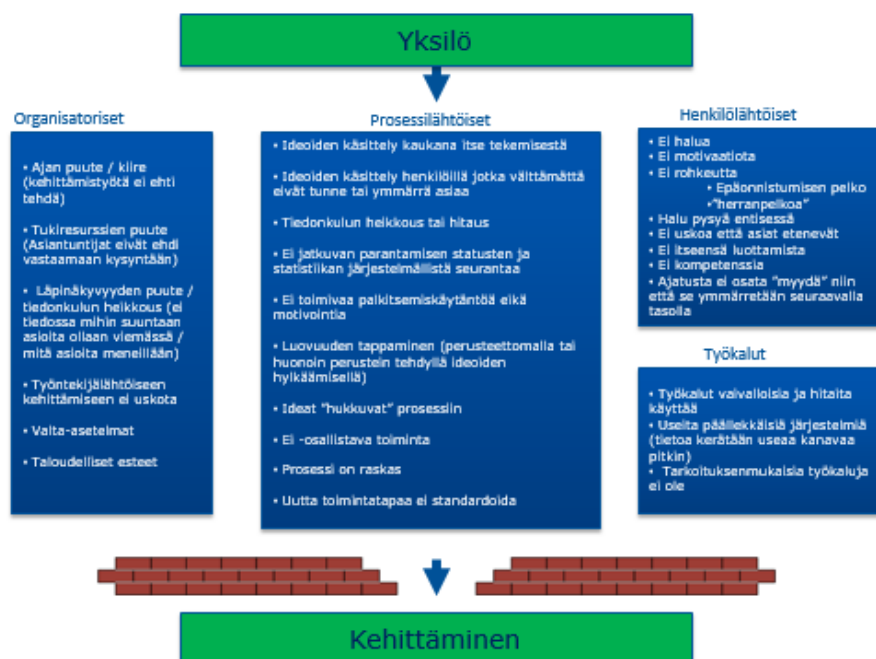 Yksilö
Organisatoriset
• Ajan puute / kiire
(kehittämistyötä ei ehdi
tehdä)
• Tukiresurssien puute
(Asiantuntijat eivät ehdi
vastaamaan kysyntään)
• Läpinäkyvyyden puute /
tiedonkulun heikkous (ei
tiedossa mihin suuntaan
asioita ollaan viemässä /
mitä asioita meneillään)
• Työntekijälähtöiseen
kehittämiseen ei uskota
• Valta-asetelmat
• Taloudelliset esteet
Prosessilähtöiset
• Ideoiden käsittely kaukana itse tekemisestä
• Ideoiden käsittely henkilöillä jotka välttämättä
eivät tunne tai ymmärrä asiaa
• Tiedonkulun heikkous tai hitaus
• Ei jatkuvan parantamisen statusten ja
statistiikan järjestelmällistä seurantaa
• Ei toimivaa palkitsemiskäytäntöä eikä
motivointia
• Luovuuden tappaminen (perusteettomalla tai
huonoin perustein tehdyllä ideoiden
hylkäämisellä)
• Ideat "hukkuvat" prosessiin
• Ei -osallistava toiminta
• Prosessi on raskas
• Uutta toimintatapaa ei standardoida
Henkilölähtöiset
• Ei halua
• Ei motivaatiota
• Ei rohkeutta
• Epäonnistumisen pelko
•"herranpelkoa"
• Halu pysyä entisessä
• Ei uskoa että asiat etenevät
• Ei itseensä luottamista
• Ei kompetenssia
• Ajatusta ei osata "myydä" niin
että se ymmärretään seuraavalla
tasolla
Työkalut
• Työkalut vaivalloisia ja hitaita
käyttää
• Useita päällekkäisiä järjestelmiä
(tietoa kerätään useaa kanavaa
pitkin)
• Tarkoituksenmukaisia työkaluja
ei ole
Kehittäminen